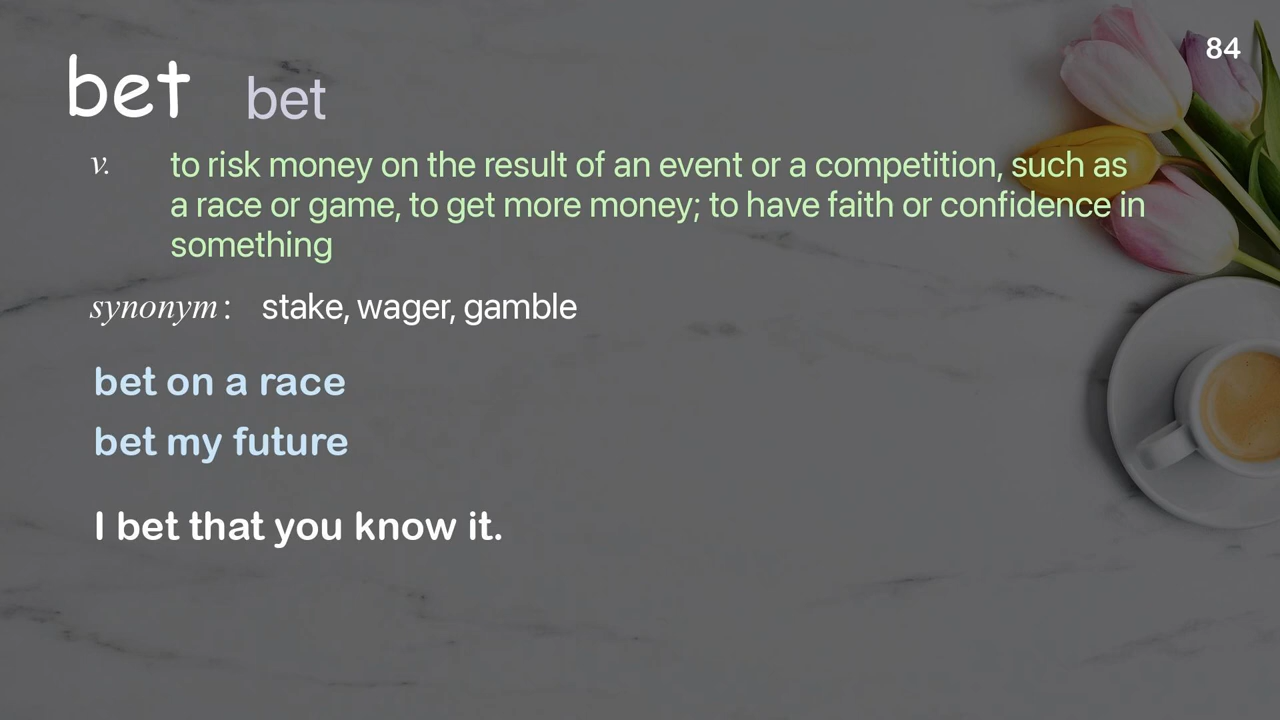 84
bet bet
v. to risk money on the result of an event or a competition, such as
a race or game, to get more money; to have faith or confidence in
something
synonym: stake, wager, gamble
bet on a race
bet my future
I bet that you know it.